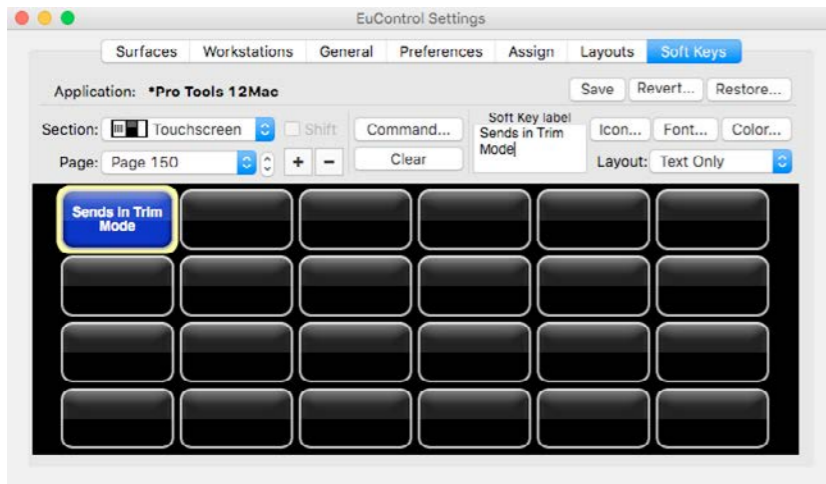 EuControl Settings
Surfaces Workstations General Preferences Assign Layouts Soft Keys
Application: *Pro Tools 12Mac Save Revert... Restore...
Section: Touchscreen Shift Command... Soft Key label Icon... Font... Color...
Sends in Trim
Mode
Page: Page 150 + − Clear Layout: Text Only
Sends in Trim
Mode